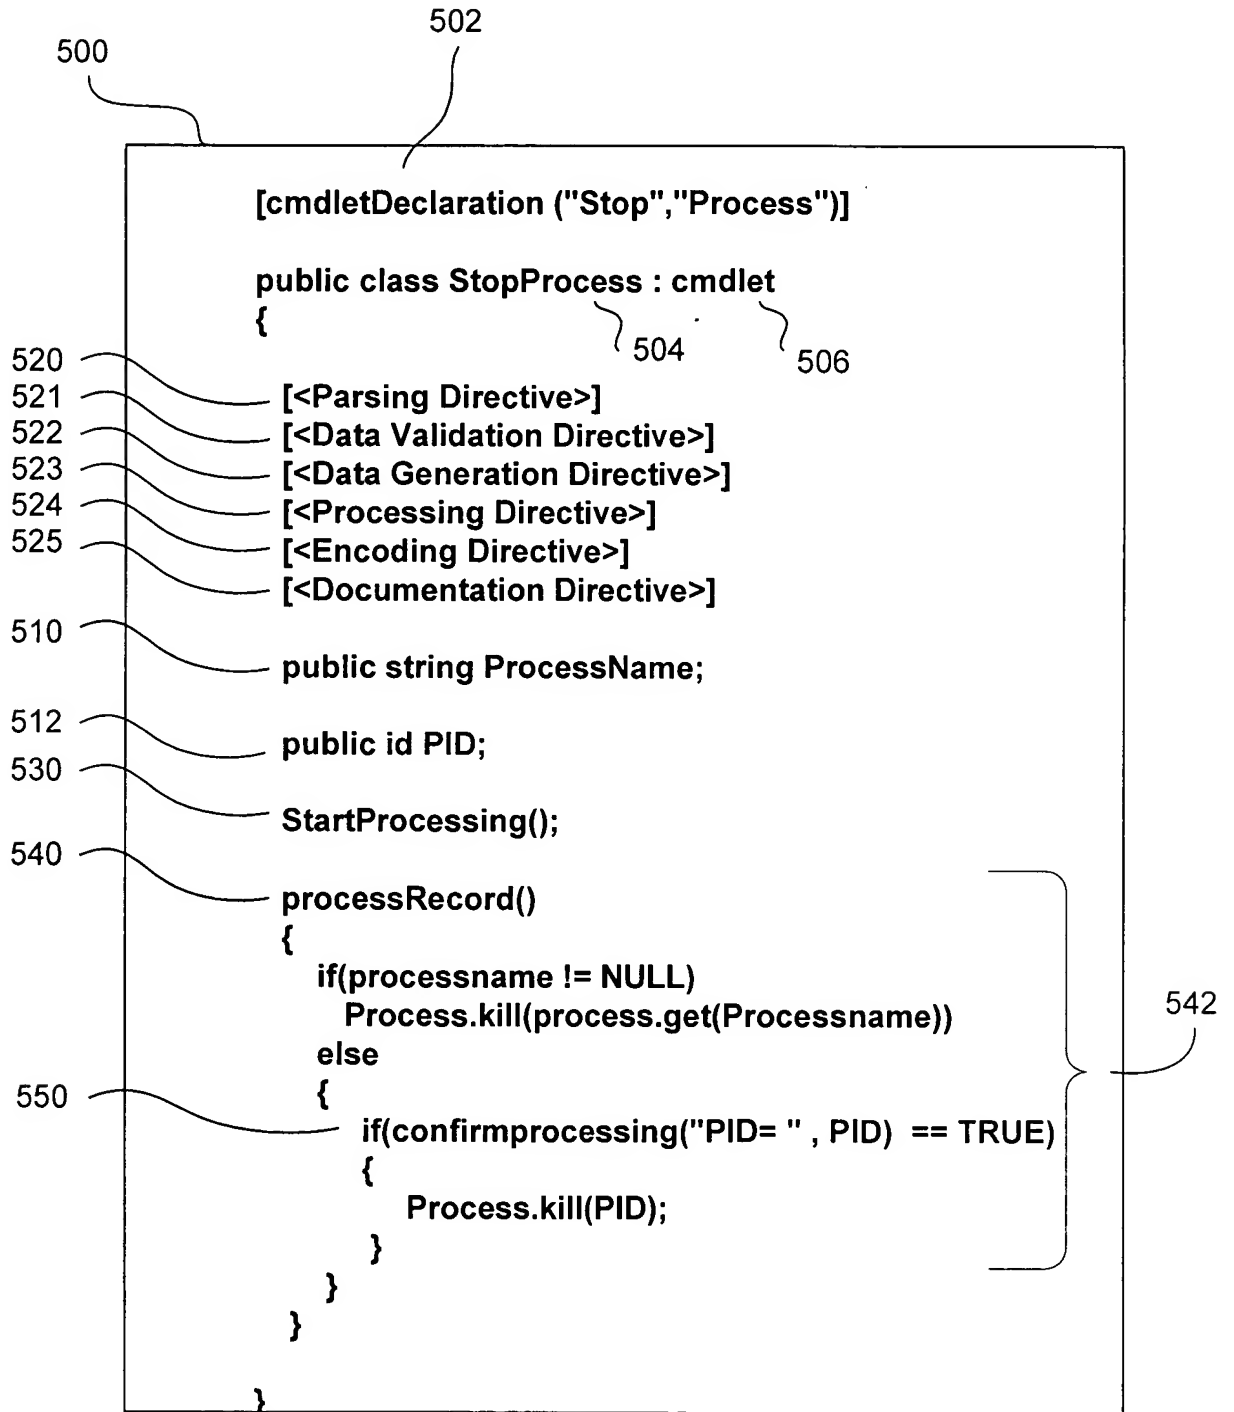 502
500
[cmdletDeclaration ("Stop","Process")]
public class StopProcess : cmdlet
{
504
506
520
[<Parsing Directive>]
521
[<Data Validation Directive>]
522
[<Data Generation Directive>]
523
[<Processing Directive>]
524
[<Encoding Directive>]
525
[<Documentation Directive>]
510
public string ProcessName;
512
public id PID;
530
StartProcessing();
540
processRecord()
{
if(processname != NULL)
Process.kill(process.get(Processname))
542
else
{
550
if(confirmprocessing("PID= " , PID) == TRUE)
{
Process.kill(PID);
}
}
}
}